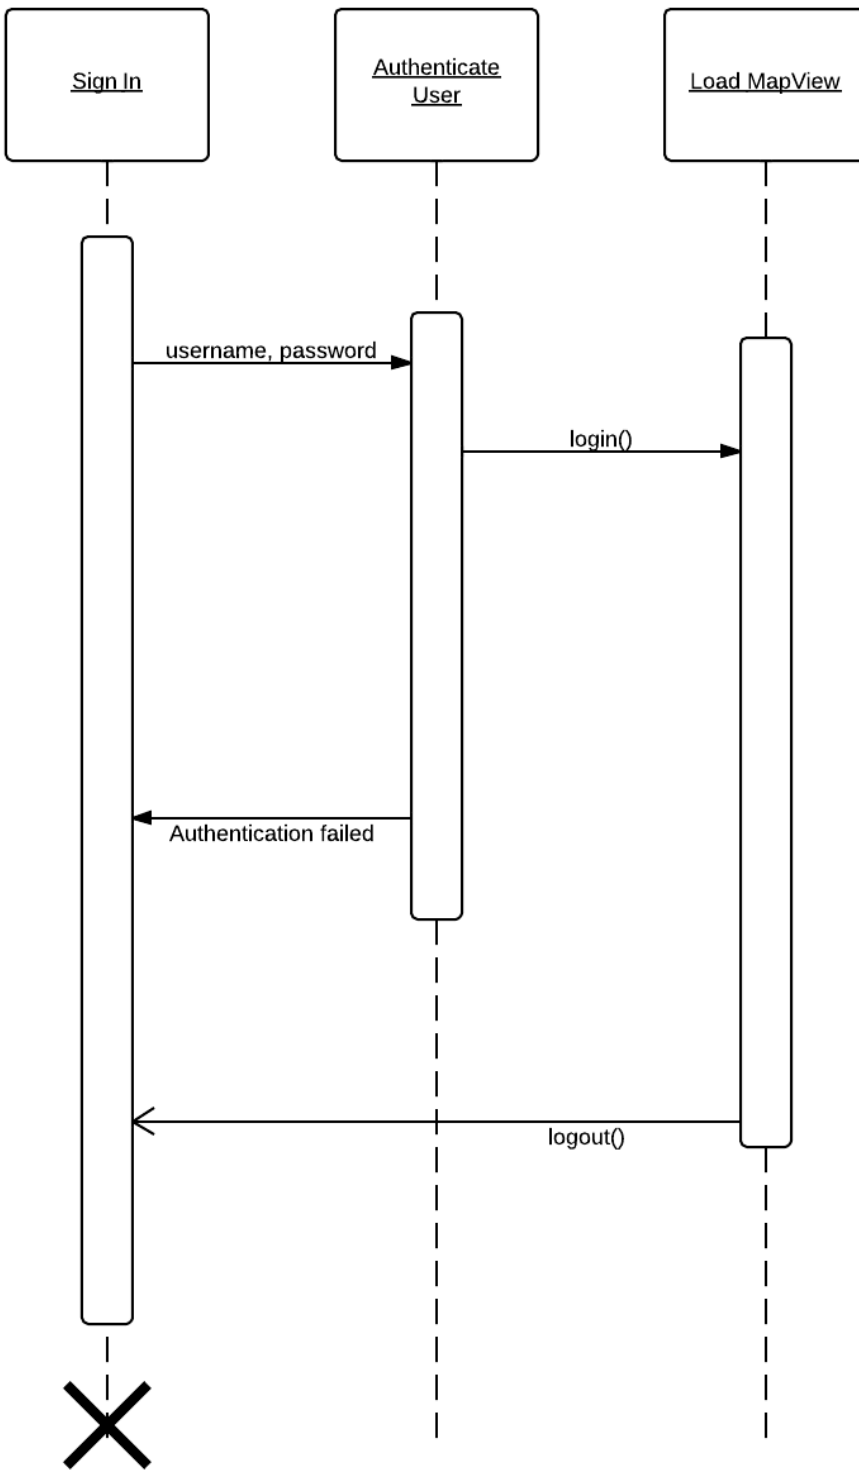 Sign In
Authenticate
User
Load MapView
username, password
login()
Authentication failed
logout()